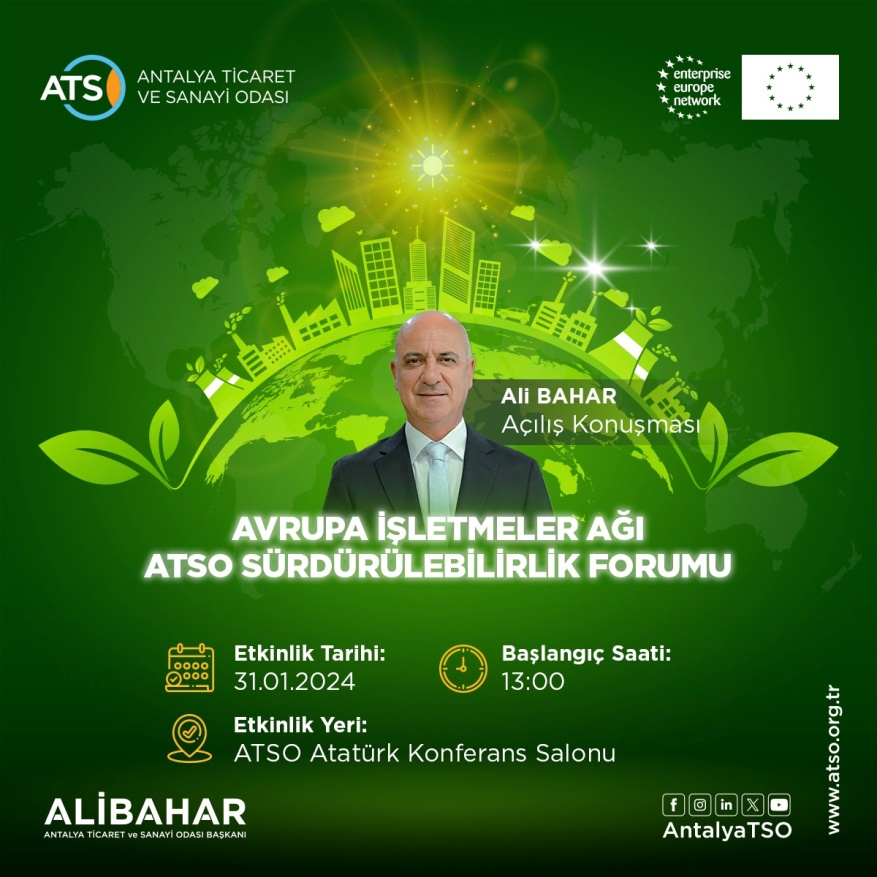 ATSO
ANTALYA TİCARET
VE SANAYİ ODASI
enterprise
europe
network
Ali BAHAR
Açılış Konuşması
AVRUPA İŞLETMELER AĞI
ATSO SÜRDÜRÜLEBİLİRLİK FORUMU
Etkinlik Tarihi:
31.01.2024
Başlangıç Saati:
13:00
Etkinlik Yeri:
ATSO Atatürk Konferans Salonu
ALİBAHAR
ANTALYA TİCARET ve SANAYİ ODASI BAŞKANI
AntalyaTSO
www.atso.org.tr